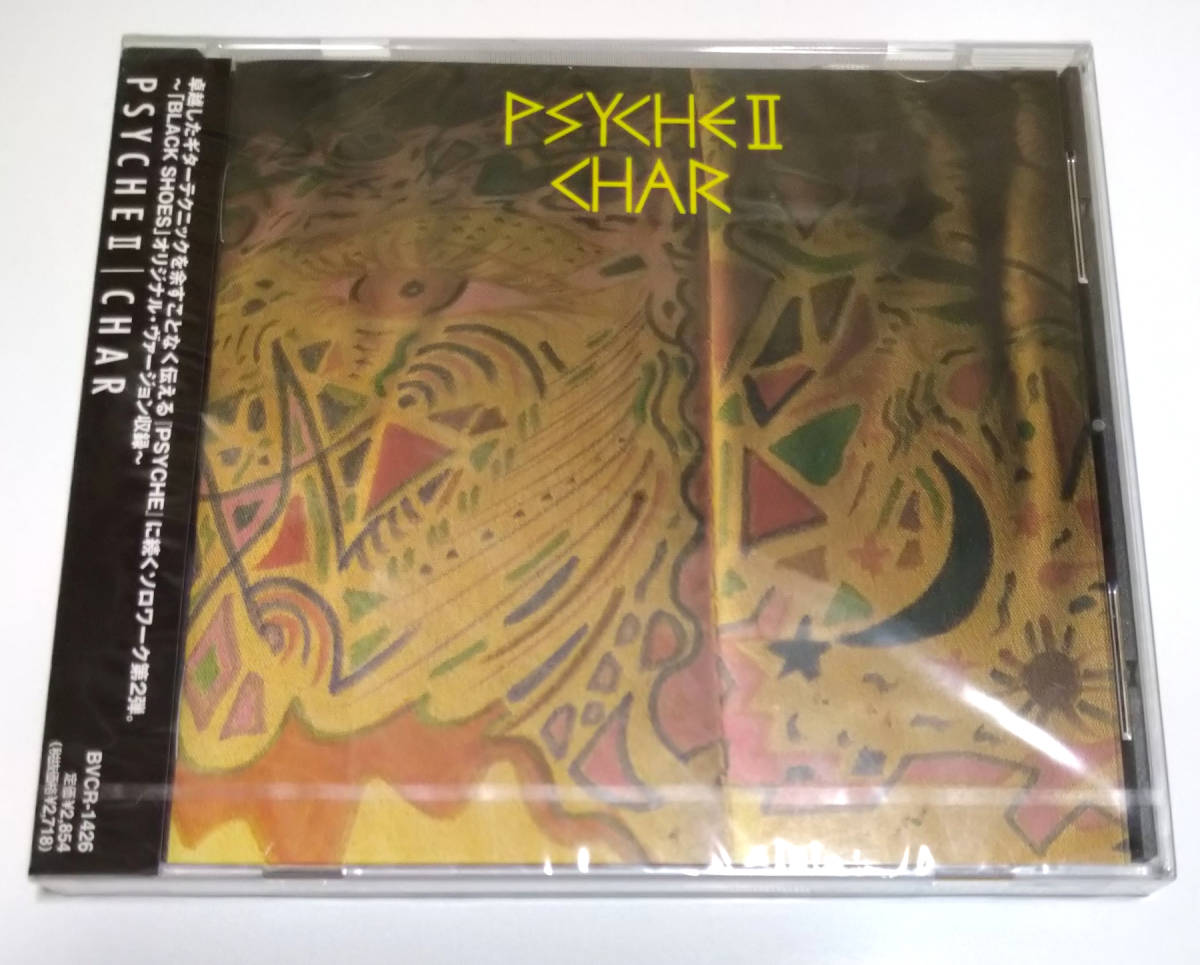 PSYCHE II
CHAR
卓越したギターテクニックを余すことなく伝える「PSYCHE」に続くソロワーク第2弾。
～「BLACK SHOES」オリジナル・ヴァージョン収録～
PSYCHE II | CHAR
BVCR-1426
定価¥2,854
(税抜価格¥2,718)